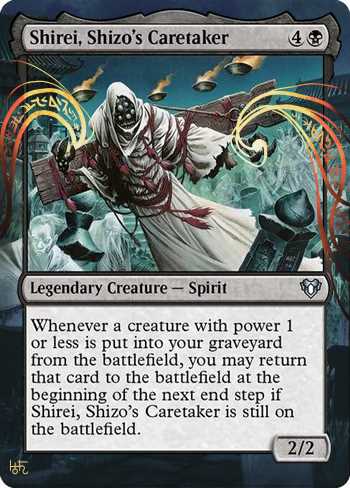 Shirei, Shizo's Caretaker 4
Legendary Creature — Spirit
Whenever a creature with power 1
or less is put into your graveyard
from the battlefield, you may return
that card to the battlefield at the
beginning of the next end step if
Shirei, Shizo's Caretaker is still on
the battlefield.
2/2